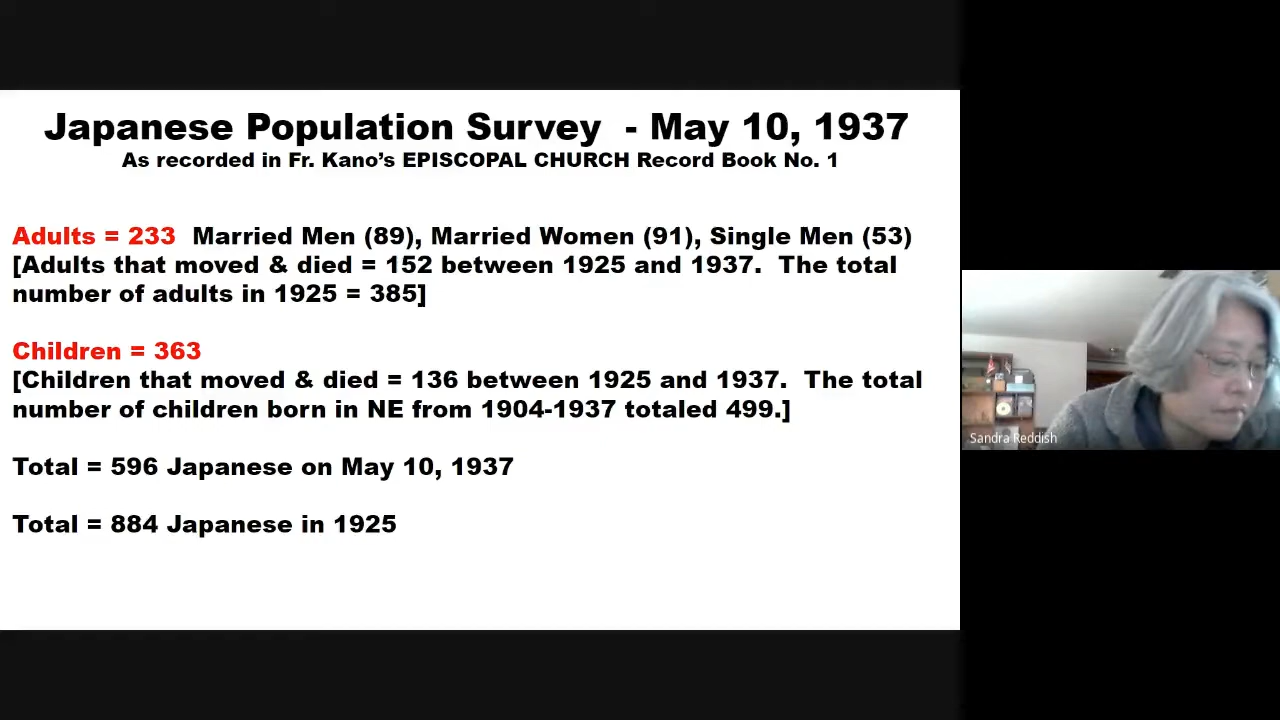 Japanese Population Survey - May 10, 1937
As recorded in Fr. Kano's EPISCOPAL CHURCH Record Book No. 1
Adults = 233 Married Men (89), Married Women (91), Single Men (53)
[Adults that moved & died = 152 between 1925 and 1937. The total
number of adults in 1925 = 385]
Children = 363
[Children that moved & died = 136 between 1925 and 1937. The total
number of children born in NE from 1904-1937 totaled 499.]
Total = 596 Japanese on May 10, 1937
Total = 884 Japanese in 1925
Sandra Reddish